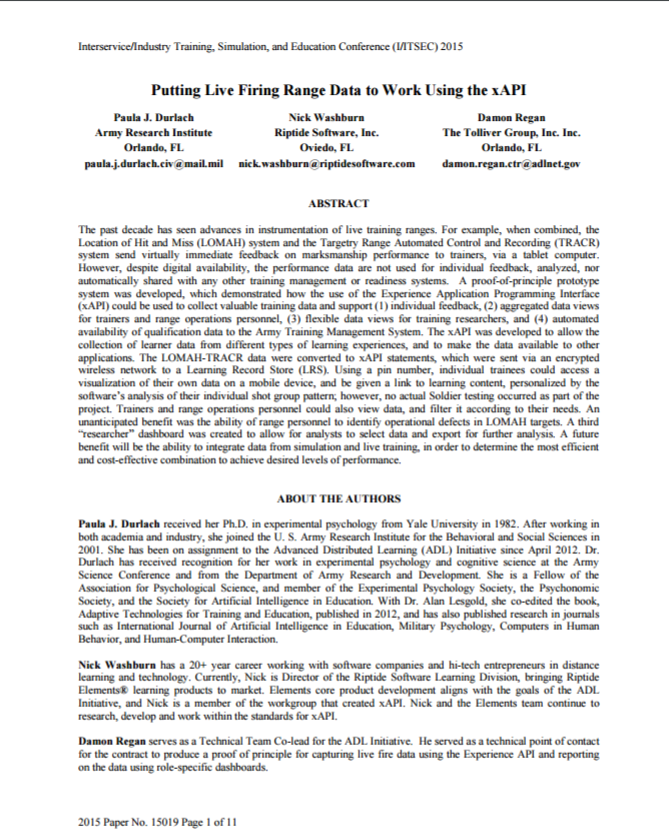 Interservice/Industry Training, Simulation, and Education Conference (I/ITSEC) 2015
Putting Live Firing Range Data to Work Using the xAPI
Paula J. Durlach Nick Washburn Damon Regan
Army Research Institute Riptide Software, Inc. The Tolliver Group, Inc. Inc.
Orlando, FL Oviedo, FL Orlando, FL
paula.j.durlach.civ@mail.mil nick.washburn@riptidesoftware.com damon.regan.ctr@adlnet.gov
ABSTRACT
The past decade has seen advances in instrumentation of live training ranges. For example, when combined, the
Location of Hit and Miss (LOMAH) system and the Targetry Range Automated Control and Recording (TRACR)
system send virtually immediate feedback on marksmanship performance to trainers, via a tablet computer.
However, despite digital availability, the performance data are not used for individual feedback, analyzed, nor
automatically shared with any other training management or readiness systems. A proof-of-principle prototype
system was developed, which demonstrated how the use of the Experience Application Programming Interface
(xAPI) could be used to collect valuable training data and support (1) individual feedback, (2) aggregated data views
for trainers and range operations personnel, (3) flexible data views for training researchers, and (4) automated
availability of qualification data to the Army Training Management System. The xAPI was developed to allow the
collection of learner data from different types of learning experiences, and to make the data available to other
applications. The LOMAH-TRACR data were converted to xAPI statements, which were sent via an encrypted
wireless network to a Learning Record Store (LRS). Using a pin number, individual trainees could access a
visualization of their own data on a mobile device, and be given a link to learning content, personalized by the
software's analysis of their individual shot group pattern; however, no actual Soldier testing occurred as part of the
project. Trainers and range operations personnel could also view data, and filter it according to their needs. An
unanticipated benefit was the ability of range personnel to identify operational defects in LOMAH targets. A third
"researcher" dashboard was created to allow for analysts to select data and export for further analysis. A future
benefit will be the ability to integrate data from simulation and live training, in order to determine the most efficient
and cost-effective combination to achieve desired levels of performance.
ABOUT THE AUTHORS
Paula J. Durlach received her Ph.D. in experimental psychology from Yale University in 1982. After working in
both academia and industry, she joined the U. S. Army Research Institute for the Behavioral and Social Sciences in
2001. She has been on assignment to the Advanced Distributed Learning (ADL) Initiative since April 2012. Dr.
Durlach has received recognition for her work in experimental psychology and cognitive science at the Army
Science Conference and from the Department of Army Research and Development. She is a Fellow of the
Association for Psychological Science, and member of the Experimental Psychology Society, the Psychonomic
Society, and the Society for Artificial Intelligence in Education. With Dr. Alan Lesgold, she co-edited the book,
Adaptive Technologies for Training and Education, published in 2012, and has also published research in journals
such as International Journal of Artificial Intelligence in Education, Military Psychology, Computers in Human
Behavior, and Human-Computer Interaction.
Nick Washburn has a 20+ year career working with software companies and hi-tech entrepreneurs in distance
learning and technology. Currently, Nick is Director of the Riptide Software Learning Division, bringing Riptide
Elements® learning products to market. Elements core product development aligns with the goals of the ADL
Initiative, and Nick is a member of the workgroup that created xAPI. Nick and the Elements team continue to
research, develop and work within the standards for xAPI.
Damon Regan serves as a Technical Team Co-lead for the ADL Initiative. He served as a technical point of contact
for the contract to produce a proof of principle for capturing live fire data using the Experience API and reporting
on the data using role-specific dashboards.
2015 Paper No. 15019 Page 1 of 11